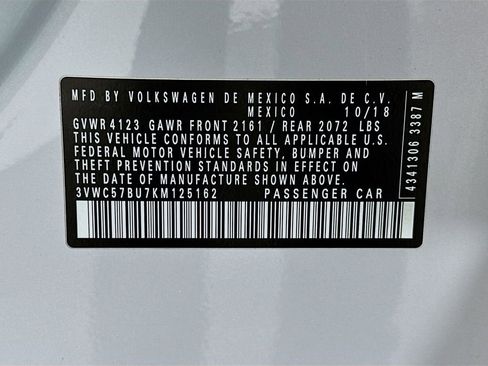 MFD BY VOLKSWAGEN DE MEXICO S.A. DE C.V.
MEXICO 10/18
GVWR 4123 GAWR FRONT 2161 / REAR 2072 LBS
THIS VEHICLE CONFORMS TO ALL APPLICABLE U.S.
FEDERAL MOTOR VEHICLE SAFETY, BUMPER AND
THEFT PREVENTION STANDARDS IN EFFECT ON
THE DATE OF MANUFACTURE SHOWN ABOVE.
3VWC57BU7KM125162 PASSENGER CAR
4341306 3387 M